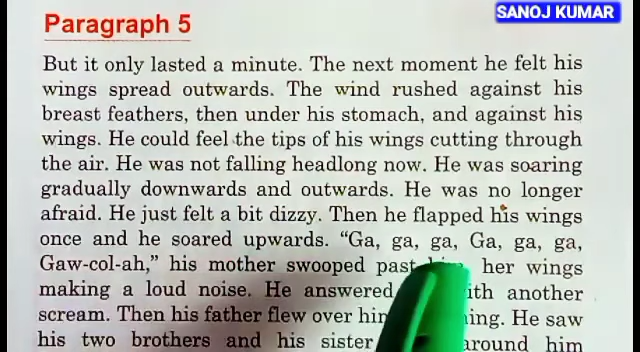 SANOJ KUMAR
Paragraph 5
But it only lasted a minute. The next moment he felt his
wings spread outwards. The wind rushed against his
breast feathers, then under his stomach, and against his
wings. He could feel the tips of his wings cutting through
the air. He was not falling headlong now. He was soaring
gradually downwards and outwards. He was no longer
afraid. He just felt a bit dizzy. Then he flapped his wings
once and he soared upwards. “Ga, ga, ga, Ga, ga, ga,
Gaw-col-ah,” his mother swooped past her wings
making a loud noise. He answered another
scream. Then his father flew over He saw
his two brothers and his sister around him